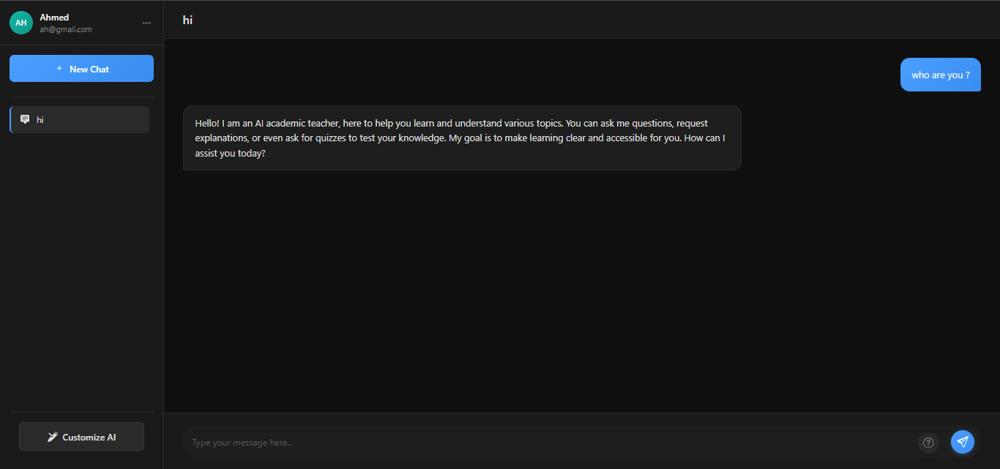 AH
Ahmed
ah@gmail.com
...
+ New Chat
hi
Customize AI
hi
who are you ?
Hello! I am an AI academic teacher, here to help you learn and understand various topics. You can ask me questions, request
explanations, or even ask for quizzes to test your knowledge. My goal is to make learning clear and accessible for you. How can I
assist you today?
Type your message here...
?